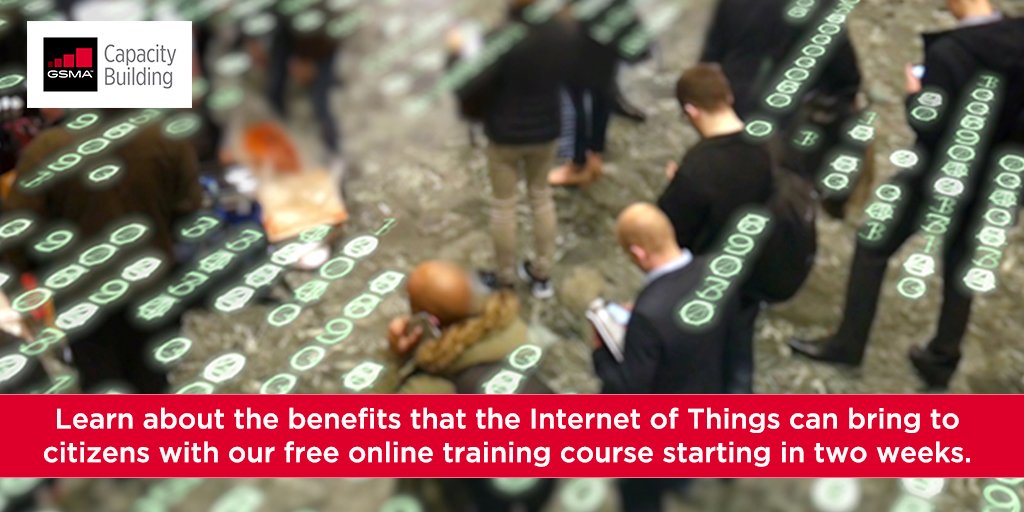 GSMA
Capacity
Building
Learn about the benefits that the Internet of Things can bring to
citizens with our free online training course starting in two weeks.